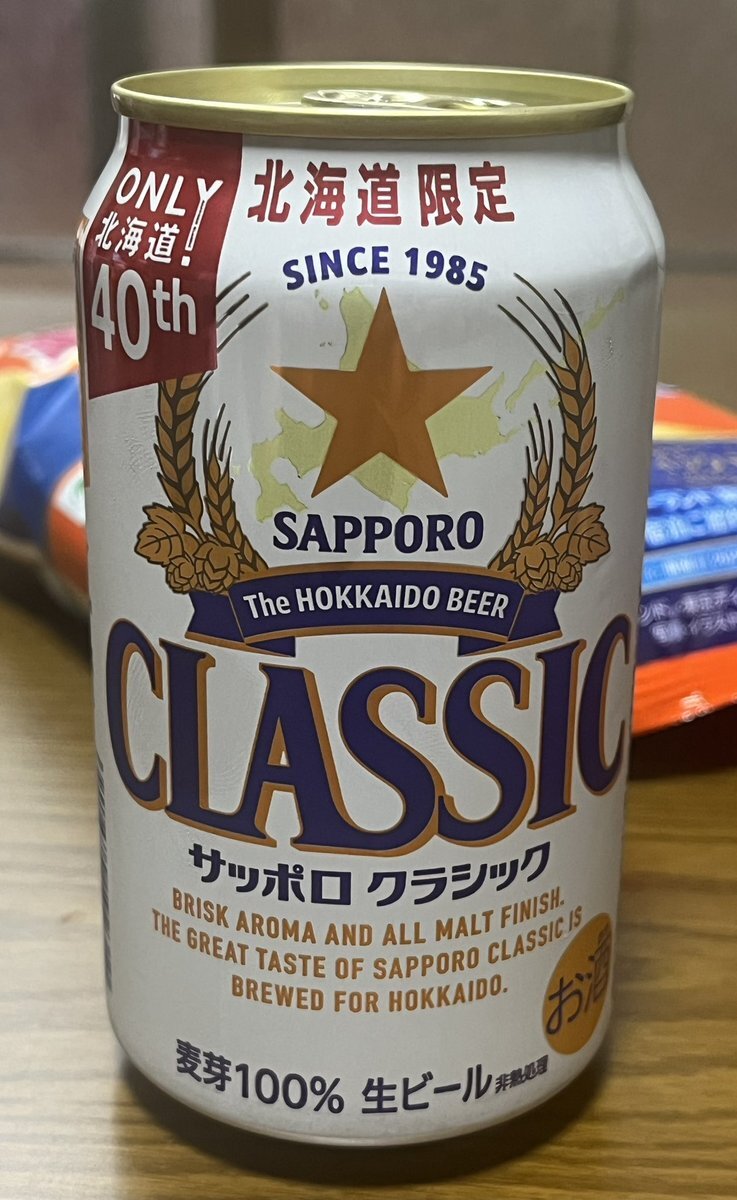 ONLY
北海道!
40th
北海道 限定
SINCE 1985
SAPPORO
The HOKKAIDO BEER
CLASSIC
サッポロ クラシック
BRISK AROMA AND ALL MALT FINISH.
THE GREAT TASTE OF SAPPORO CLASSIC IS
BREWED FOR HOKKAIDO.
お酒
麦芽100% 生ビール 非熱処理